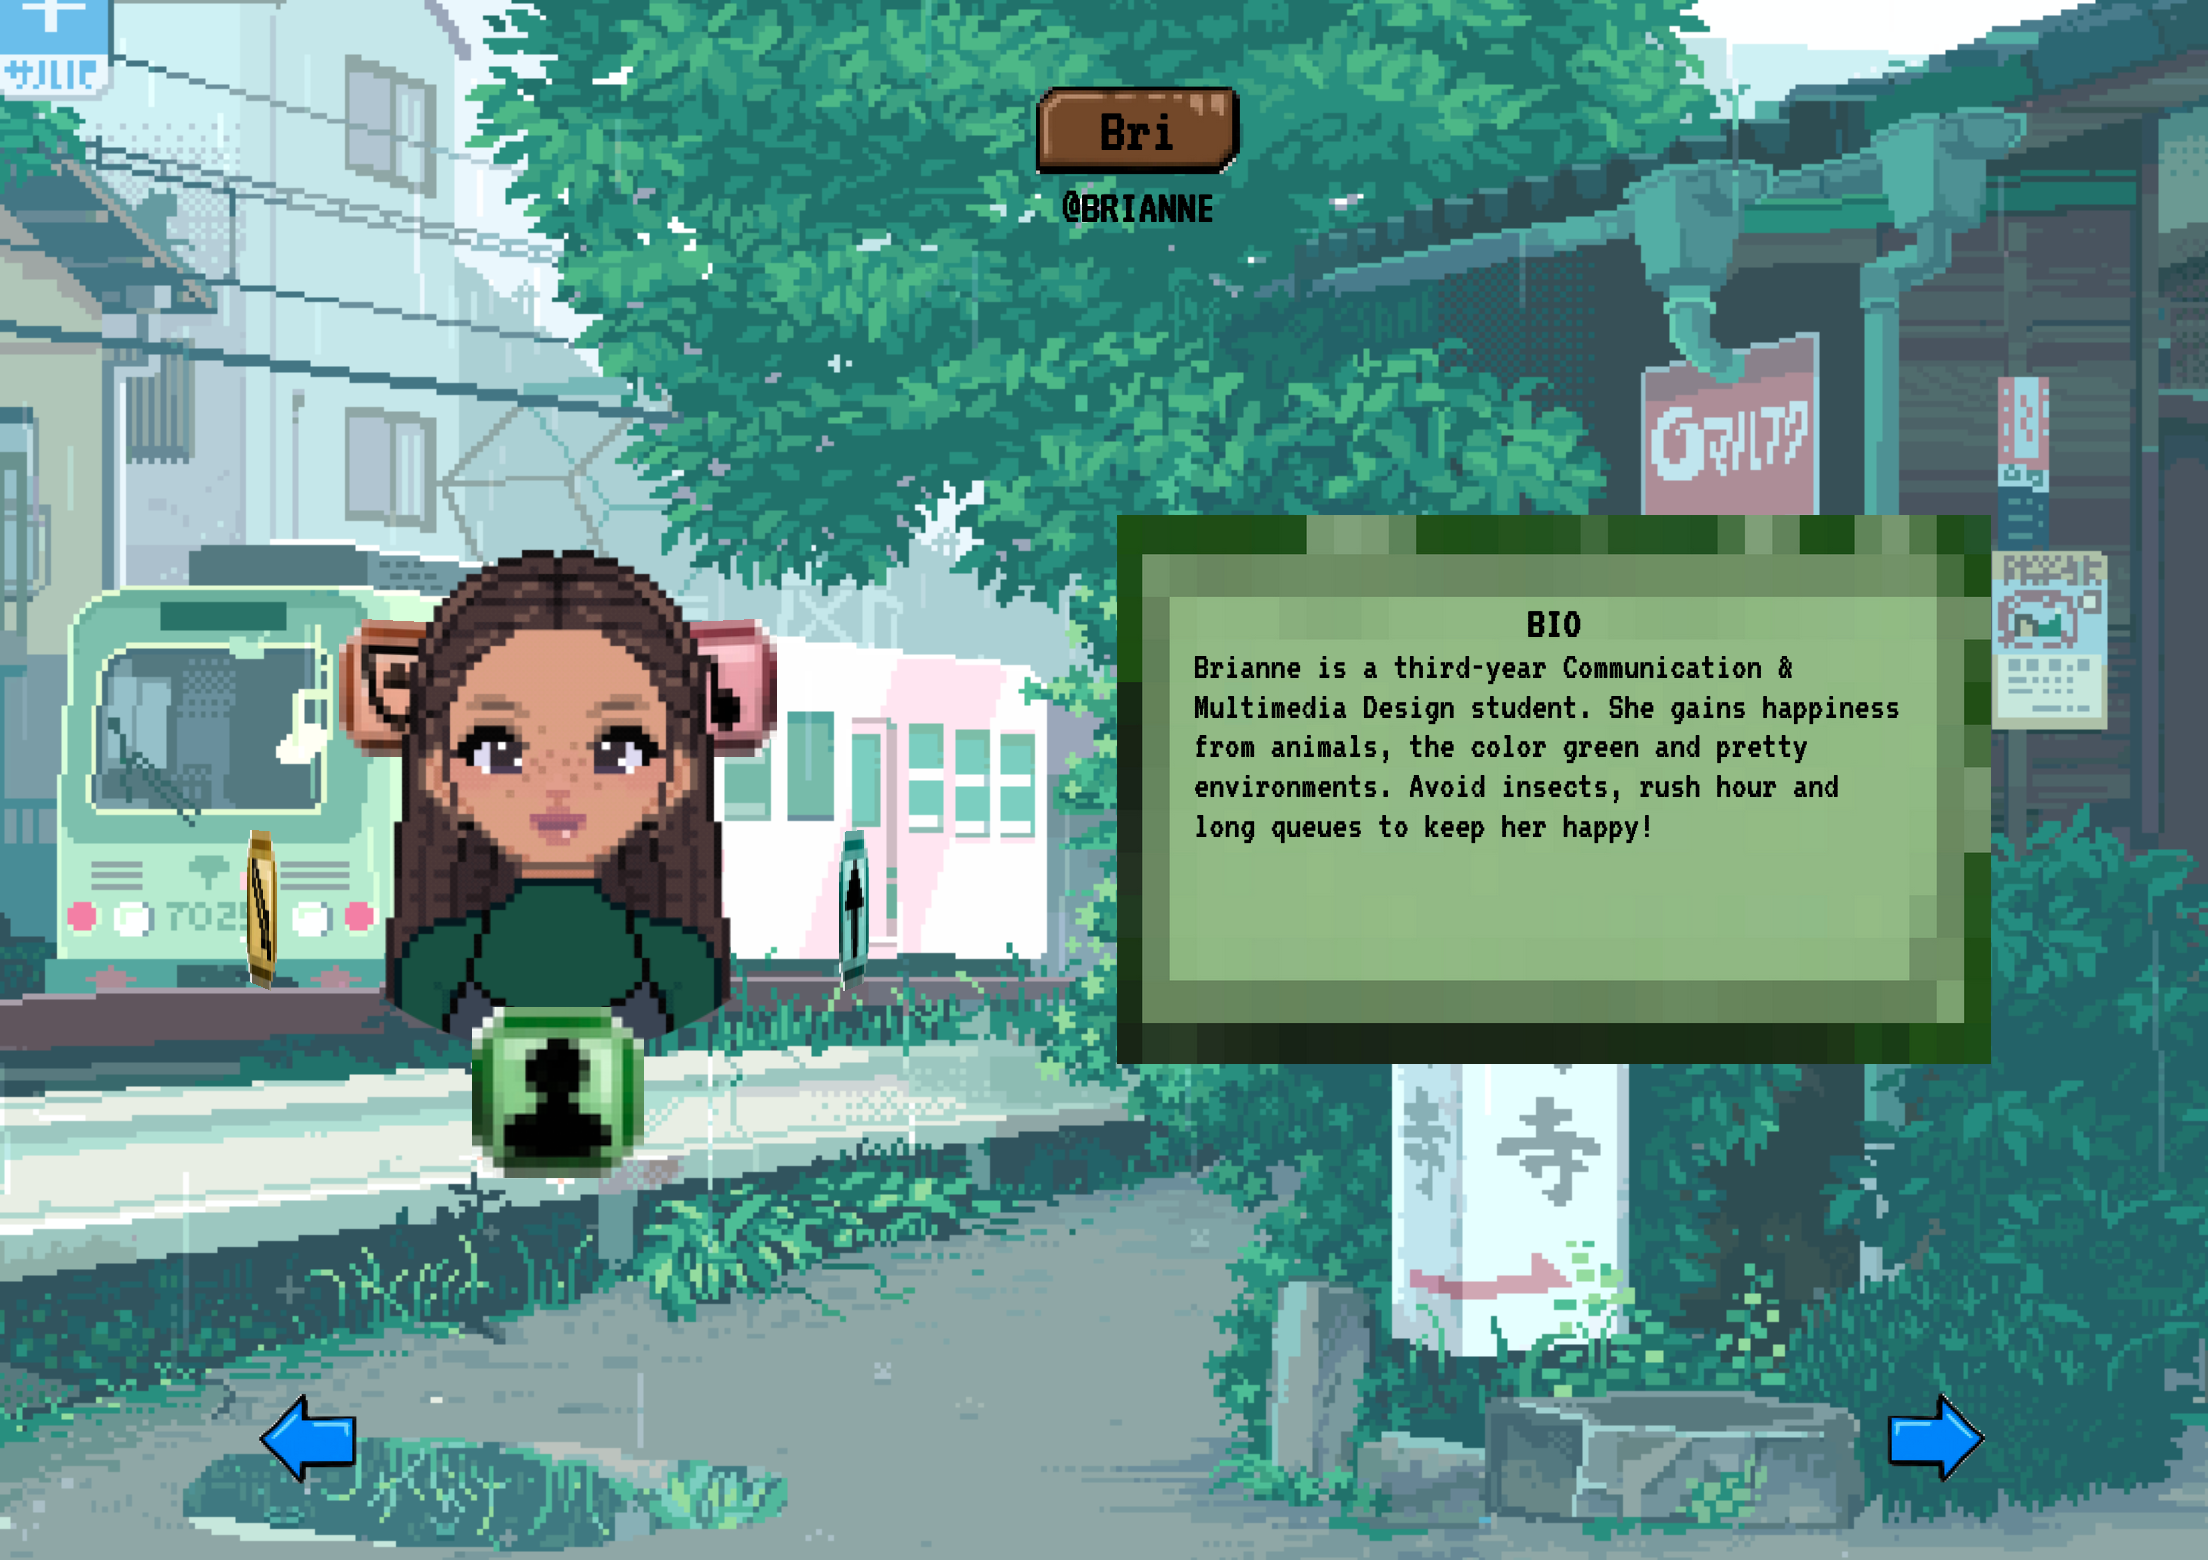 Bri
@BRIANNE
BIO
Brianne is a third-year Communication &
Multimedia Design student. She gains happiness
from animals, the color green and pretty
environments. Avoid insects, rush hour and
long queues to keep her happy!
寺